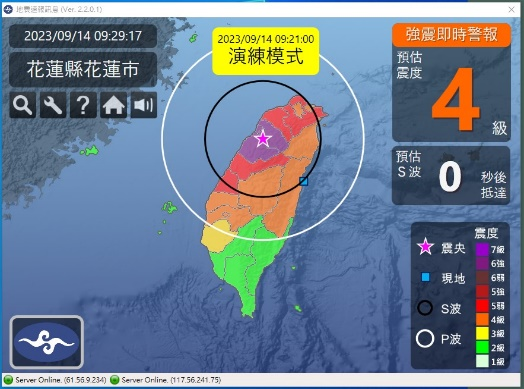 地震速報訊息 (Ver. 2.2.0.1)
2023/09/14 09:29:17
花蓮縣花蓮市
2023/09/14 09:21:00
演練模式
強震即時警報
預估
震度
4
級
預估
S波
0
秒後
抵達
震度
震央
現地
S波
P波
7級
6強
6弱
5強
5弱
4級
3級
2級
1級
Server Online. (61.56.9.234)
Server Online. (117.56.241.75)